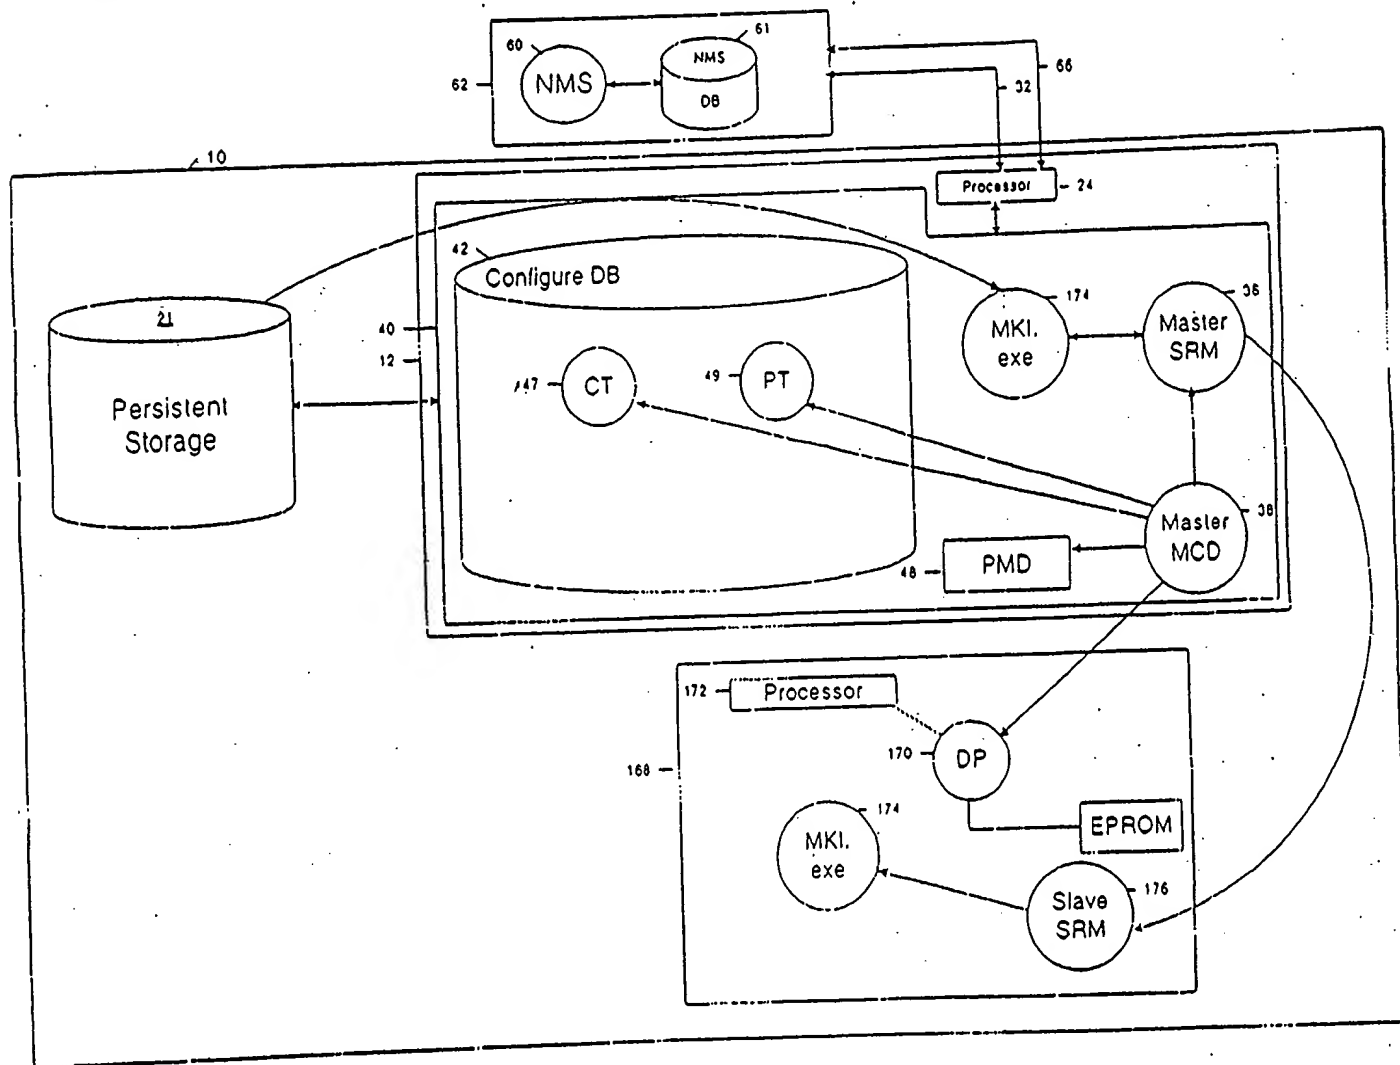 60
61
NMS
62
NMS
DB
66
32
10
Processor
24
42
Configure DB
21
Persistent
Storage
40
12
47
CT
49
PT
174
MKI.
exe
36
Master
SRM
38
Master
MCD
48
PMD
172
Processor
170
DP
168
174
MKI.
exe
EPROM
176
Slave
SRM